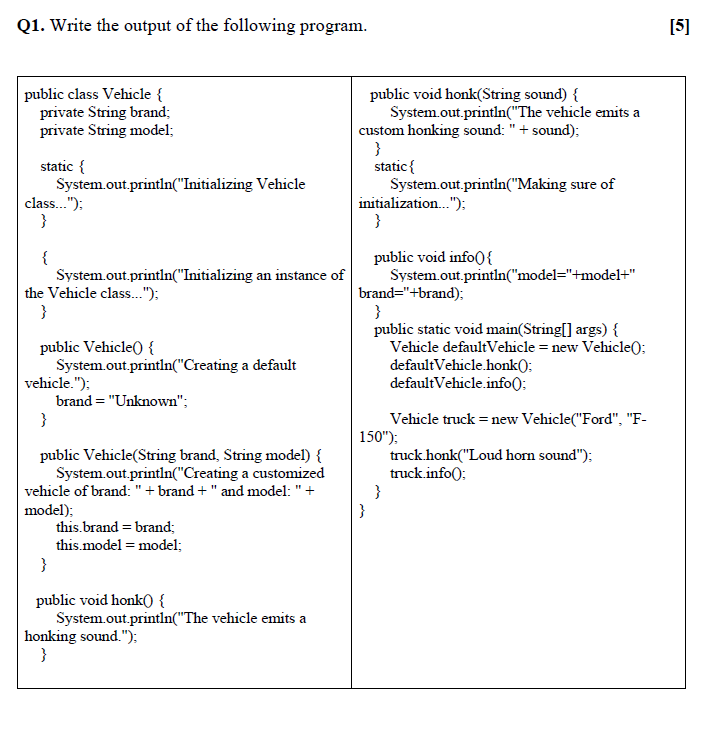 Q1. Write the output of the following program. [5]
public class Vehicle {
private String brand;
private String model;
static {
System.out.println("Initializing Vehicle
class...");
}
{
System.out.println("Initializing an instance of
the Vehicle class...");
}
public Vehicle() {
System.out.println("Creating a default
vehicle.");
brand = "Unknown";
}
public Vehicle(String brand, String model) {
System.out.println("Creating a customized
vehicle of brand: " + brand + " and model: " +
model);
this.brand = brand;
this.model = model;
}
public void honk() {
System.out.println("The vehicle emits a
honking sound.");
}
public void honk(String sound) {
System.out.println("The vehicle emits a
custom honking sound: " + sound);
}
static{
System.out.println("Making sure of
initialization...");
}
public void info(){
System.out.println("model="+model+"
brand="+brand);
}
public static void main(String[] args) {
Vehicle defaultVehicle = new Vehicle();
defaultVehicle.honk();
defaultVehicle.info();
Vehicle truck = new Vehicle("Ford", "F-
150");
truck.honk("Loud horn sound");
truck.info();
}
}